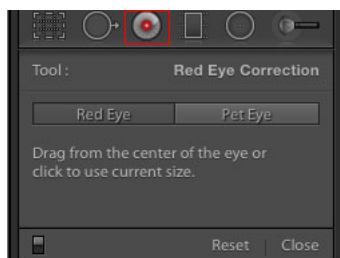 Tool : Red Eye Correction
Red Eye Pet Eye
Drag from the center of the eye or
click to use current size.
Reset Close